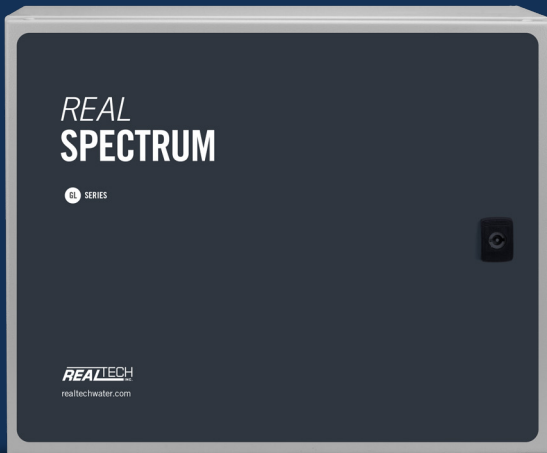 REAL
SPECTRUM
GL SERIES
REALTECH INC.
realtechwater.com